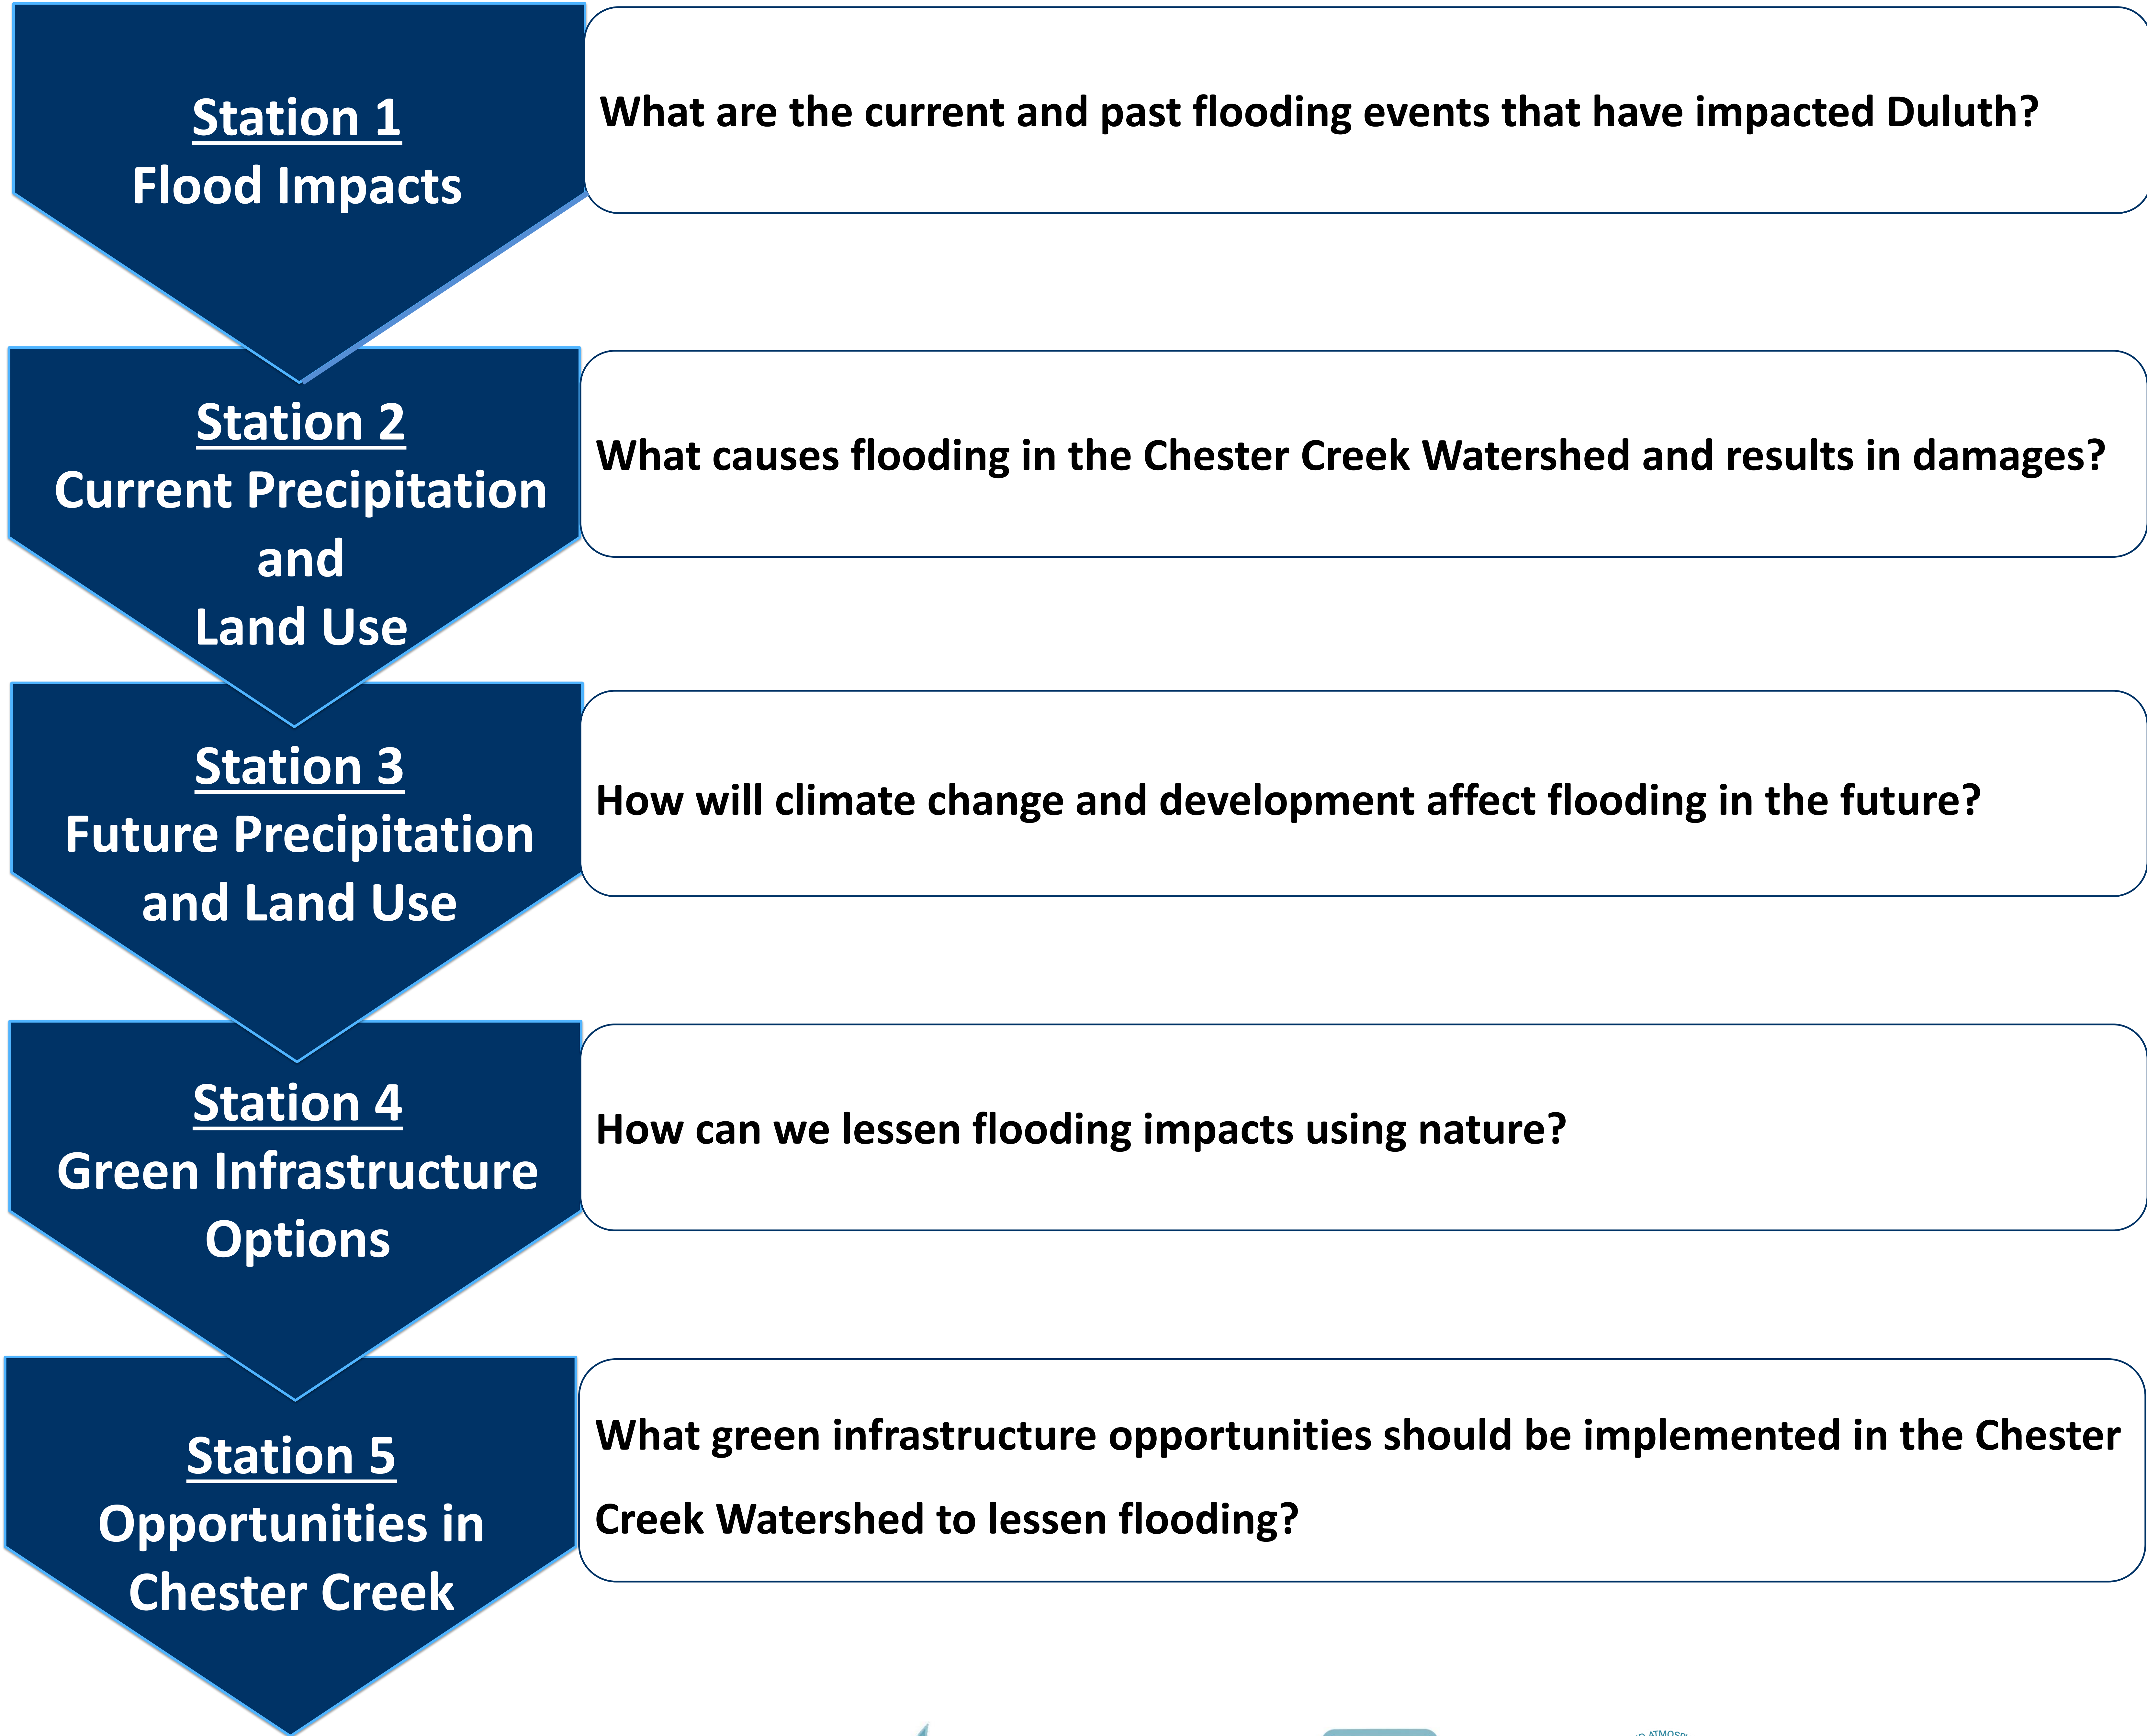 Station 1
Flood Impacts
What are the current and past flooding events that have impacted Duluth?
Station 2
Current Precipitation
and
Land Use
What causes flooding in the Chester Creek Watershed and results in damages?
Station 3
Future Precipitation
and Land Use
How will climate change and development affect flooding in the future?
Station 4
Green Infrastructure
Options
How can we lessen flooding impacts using nature?
Station 5
Opportunities in
Chester Creek
What green infrastructure opportunities should be implemented in the Chester
Creek Watershed to lessen flooding?